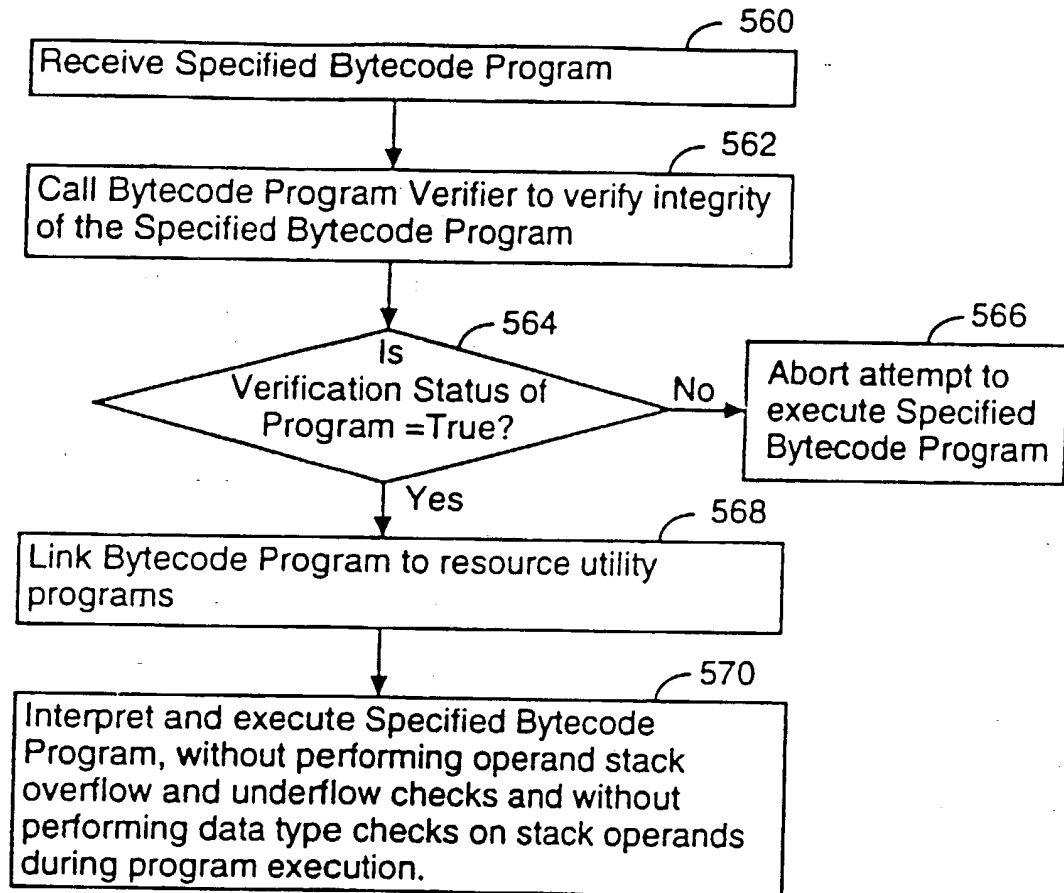 560
Receive Specified Bytecode Program
562
Call Bytecode Program Verifier to verify integrity
of the Specified Bytecode Program
564
Is
Verification Status of
Program =True?
No
566
Abort attempt to
execute Specified
Bytecode Program
Yes
568
Link Bytecode Program to resource utility
programs
570
Interpret and execute Specified Bytecode
Program, without performing operand stack
overflow and underflow checks and without
performing data type checks on stack operands
during program execution.